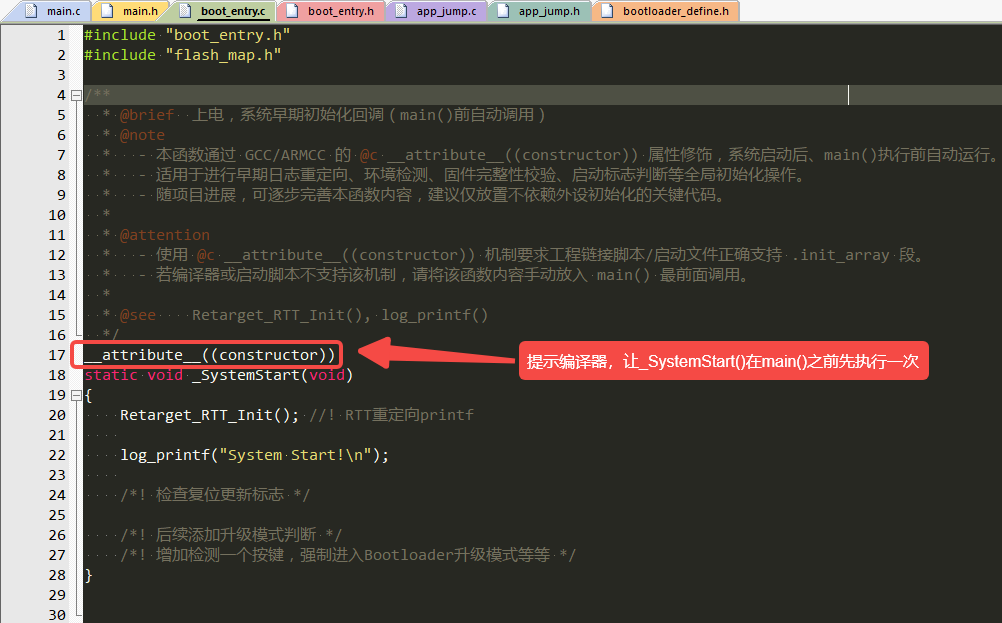 main.c main.h boot_entry.c boot_entry.h app_jump.c app_jump.h bootloader_define.h
1 #include "boot_entry.h"
2 #include "flash_map.h"
3
4 /**
5 * @brief 上电，系统早期初始化回调（main()前自动调用）
6 * @note
7 * - 本函数通过 GCC/ARMCC 的 @c __attribute__((constructor)) 属性修饰，系统启动后、main()执行前自动运行。
8 * - 适用于进行早期日志重定向、环境检测、固件完整性校验、启动标志判断等全局初始化操作。
9 * - 随项目进展，可逐步完善本函数内容，建议仅放置不依赖外设初始化的关键代码。
10 *
11 * @attention
12 * - 使用 @c __attribute__((constructor)) 机制要求工程链接脚本/启动文件正确支持 .init_array 段。
13 * - 若编译器或启动脚本不支持该机制，请将该函数内容手动放入 main() 最前面调用。
14 *
15 * @see Retarget_RTT_Init(), log_printf()
16 */
17 __attribute__((constructor))
提示编译器，让_SystemStart()在main()之前先执行一次
18 static void _SystemStart(void)
19 {
20 Retarget_RTT_Init(); //! RTT重定向printf
21
22 log_printf("System Start!\n");
23
24 /*! 检查复位更新标志 */
25
26 /*! 后续添加升级模式判断 */
27 /*! 增加检测一个按键，强制进入Bootloader升级模式等等 */
28 }
29
30